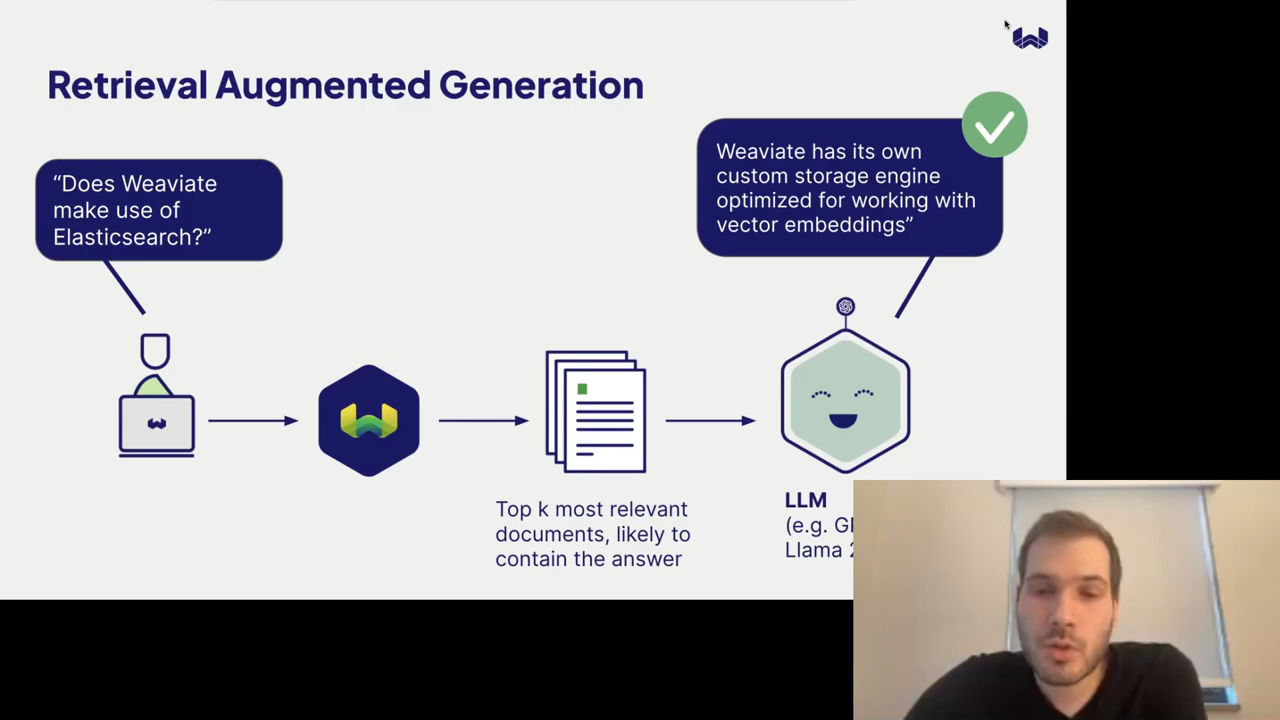 Retrieval Augmented Generation
“Does Weaviate
make use of
Elasticsearch?”
Weaviate has its own
custom storage engine
optimized for working with
vector embeddings”
Top k most relevant
documents, likely to
contain the answer
LLM
(e.g.
Llama